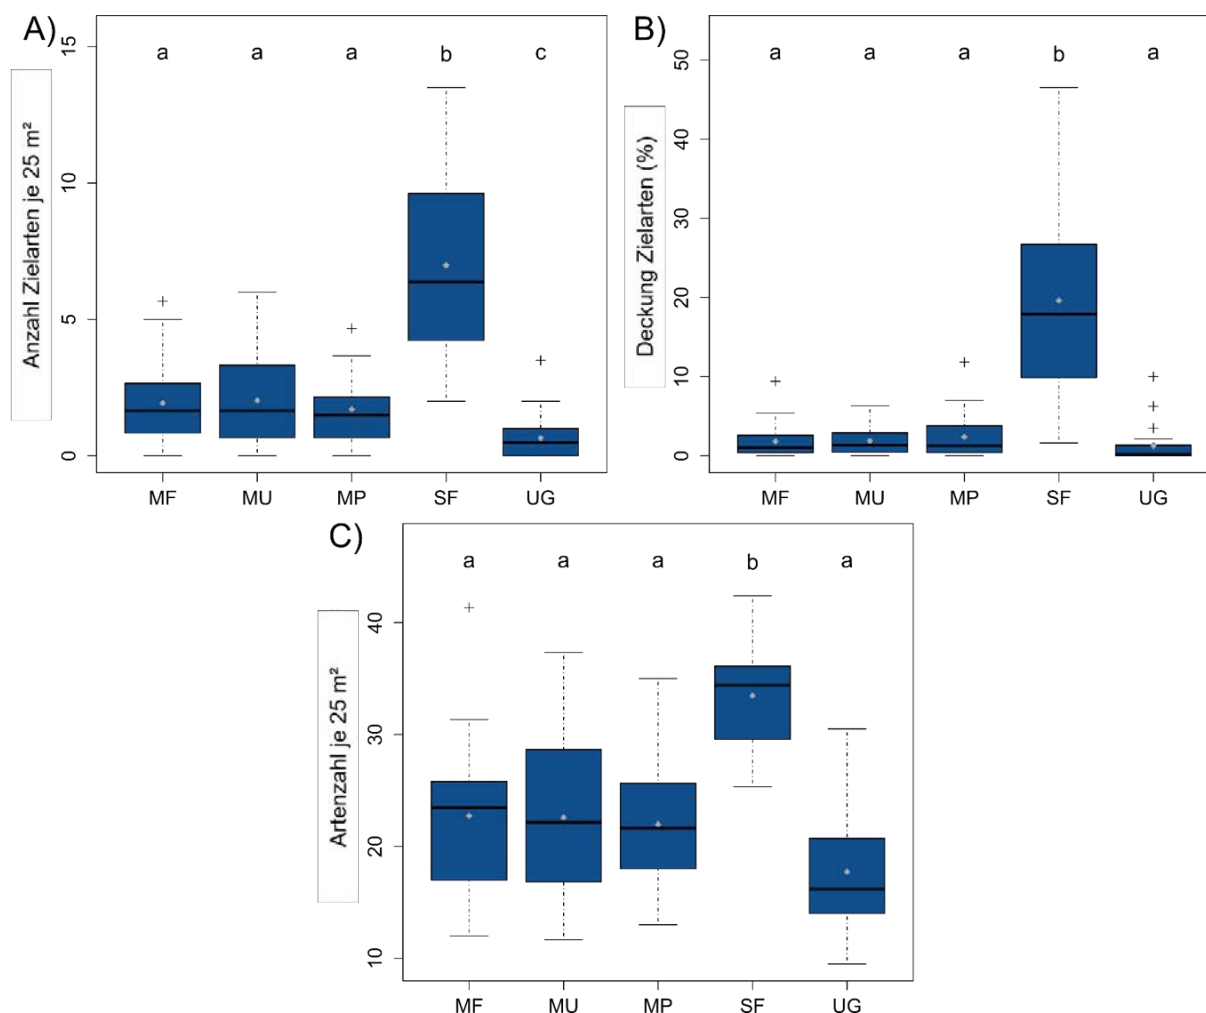 A)
Anzahl Zielarten je 25 m²
15
10
5
0
a a a b c
MF MU MP SF UG
B)
Deckung Zielarten (%)
50
40
30
20
10
0
a a a b a
MF MU MP SF UG
C)
Artenzahl je 25 m²
40
30
20
10
a a a b a
MF MU MP SF UG